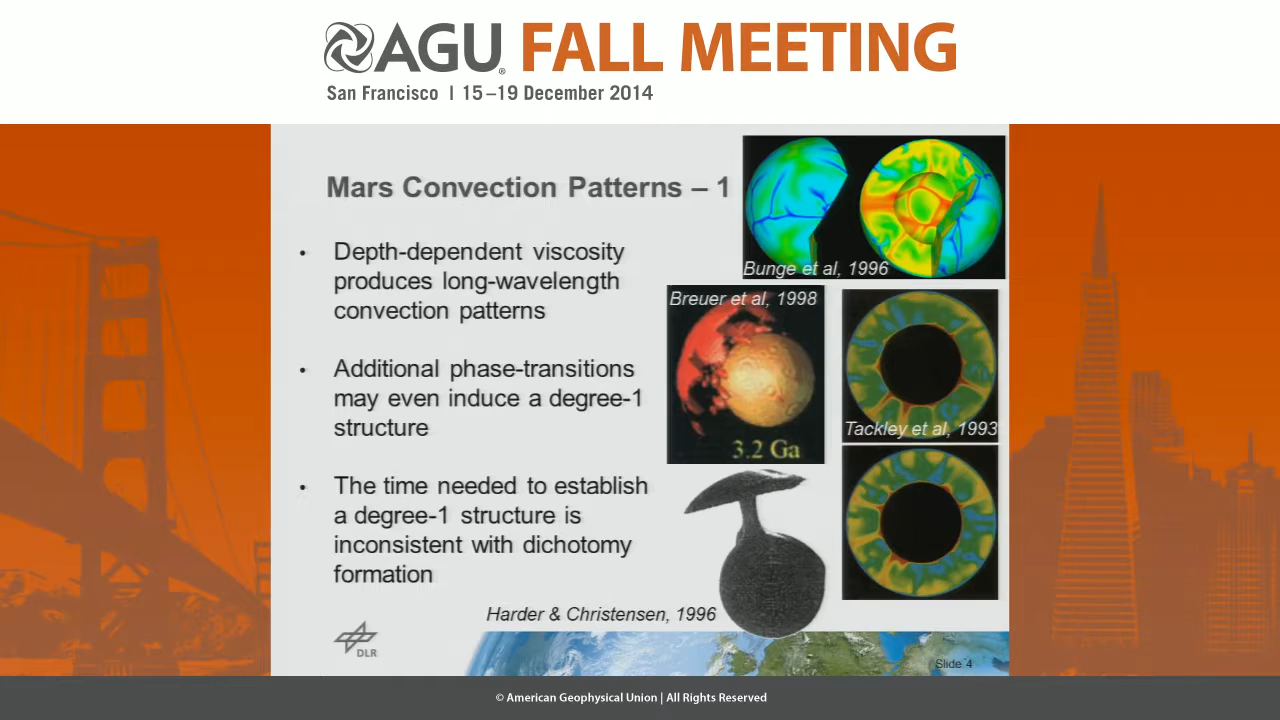 AGU FALL MEETING
San Francisco | 15–19 December 2014
Mars Convection Patterns – 1
• Depth-dependent viscosity
produces long-wavelength
convection patterns
• Additional phase-transitions
may even induce a degree-1
structure
• The time needed to establish
a degree-1 structure is
inconsistent with dichotomy
formation
Bunge et al, 1996
Breuer et al, 1998
3.2 Ga
Tackley et al, 1993
Harder & Christensen, 1996
DLR
Slide 4
© American Geophysical Union | All Rights Reserved